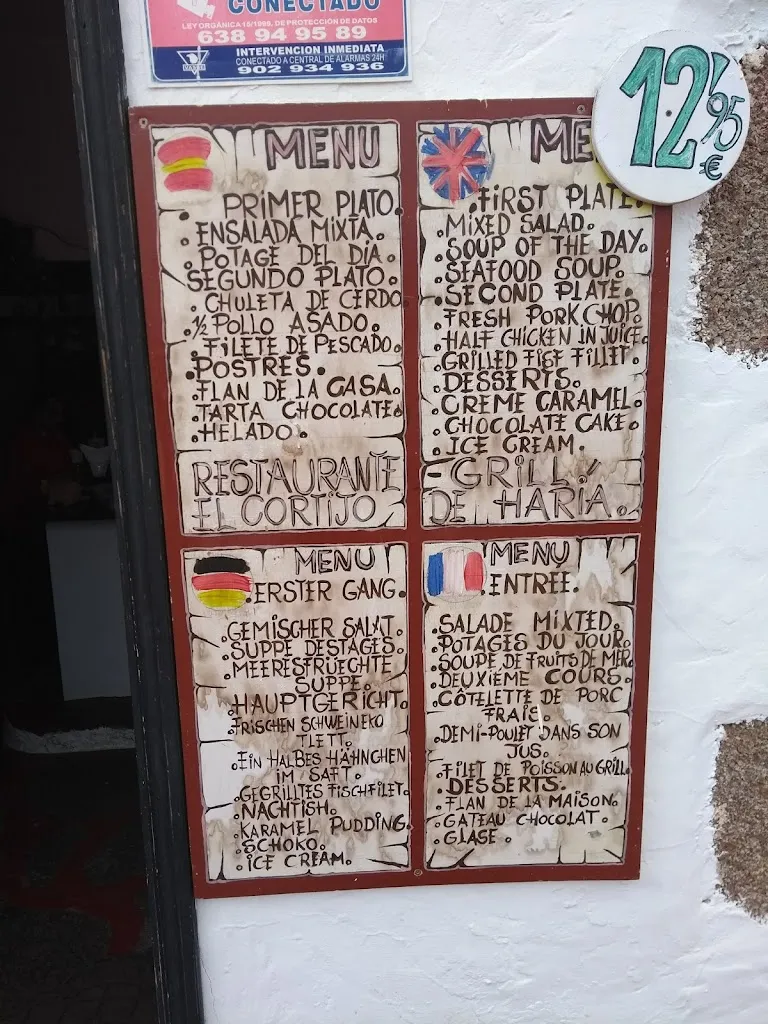 CONECTADO
LEY ORGÁNICA 15/1999, DE PROTECCIÓN DE DATOS
638 94 95 89
INTERVENCION INMEDIATA
CONECTADO A CENTRAL DE ALARMAS 24H
902 934 936
12'95
€
MENU
PRIMER PLATO.
.ENSALADA MIXTA.
.POTAGE DEL DIA
SEGUNDO PLATO.
.CHULETA DE CERDO
.½ POLLO ASADO.
.FILETE DE PESCADO
.POSTRES.
.FLAN DE LA CASA.
.TARTA CHOCOLATE.
.HELADO.
RESTAURANTE
EL CORTIJO
ME
.FIRST PLATE.
.MIXED SALAD.
.SOUP OF THE DAY.
.SEAFOOD SOUP.
.SECOND PLATE.
.FRESH PORK CHOP.
.HALF CHICKEN IN JUICE.
.GRILLED FISF FILLET.
.DESSERTS.
.CREME CARAMEL.
.CHOCOLATE CAKE.
.ICE CREAM.
-GRILL-
DE HARIA.
MENU
.ERSTER GANG.
.GEMISCHER SALAT.
.SUPPE DESTAGES.
.MEERESFRUECHTE
SUPPE.
.HAUPTGERICHT.
.FRISCHEN SCHWEINEKO
TLETT.
.EIN HALBES HÄHNCHEN
IM SAFT.
.GEGRILLTES FISCHFILET.
.NACHTISH.
.KARAMEL PUDDING.
.SCHOKO.
.ICE CREAM.
MENU
.ENTREE.
.SALADE MIXTED.
.POTAGES DU JOUR.
.SOUPE DE FRUITS DE MER.
.DEUXIEME COURS.
.CÔTELETTE DE PORC
FRAIS.
.DEMI-POULET DANS SON
JUS.
.FILET DE POISSON AU GRILL.
.DESSERTS.
.FLAN DE LA MAISON.
.GATEAU CHOCOLAT.
.GLASE.